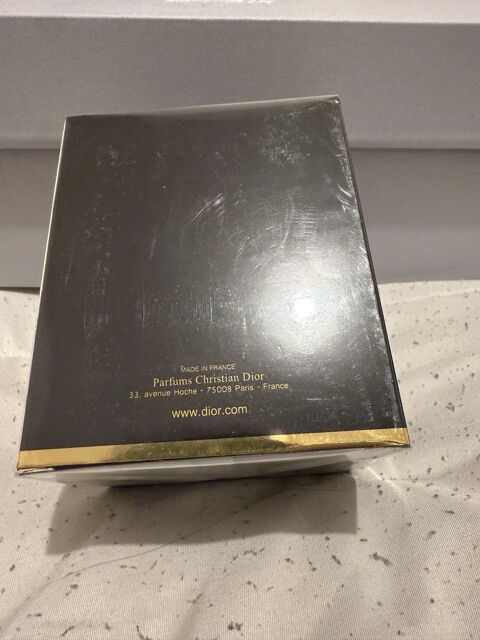 MADE IN FRANCE
Parfums Christian Dior
33, avenue Hoche - 75008 Paris - France
www.dior.com